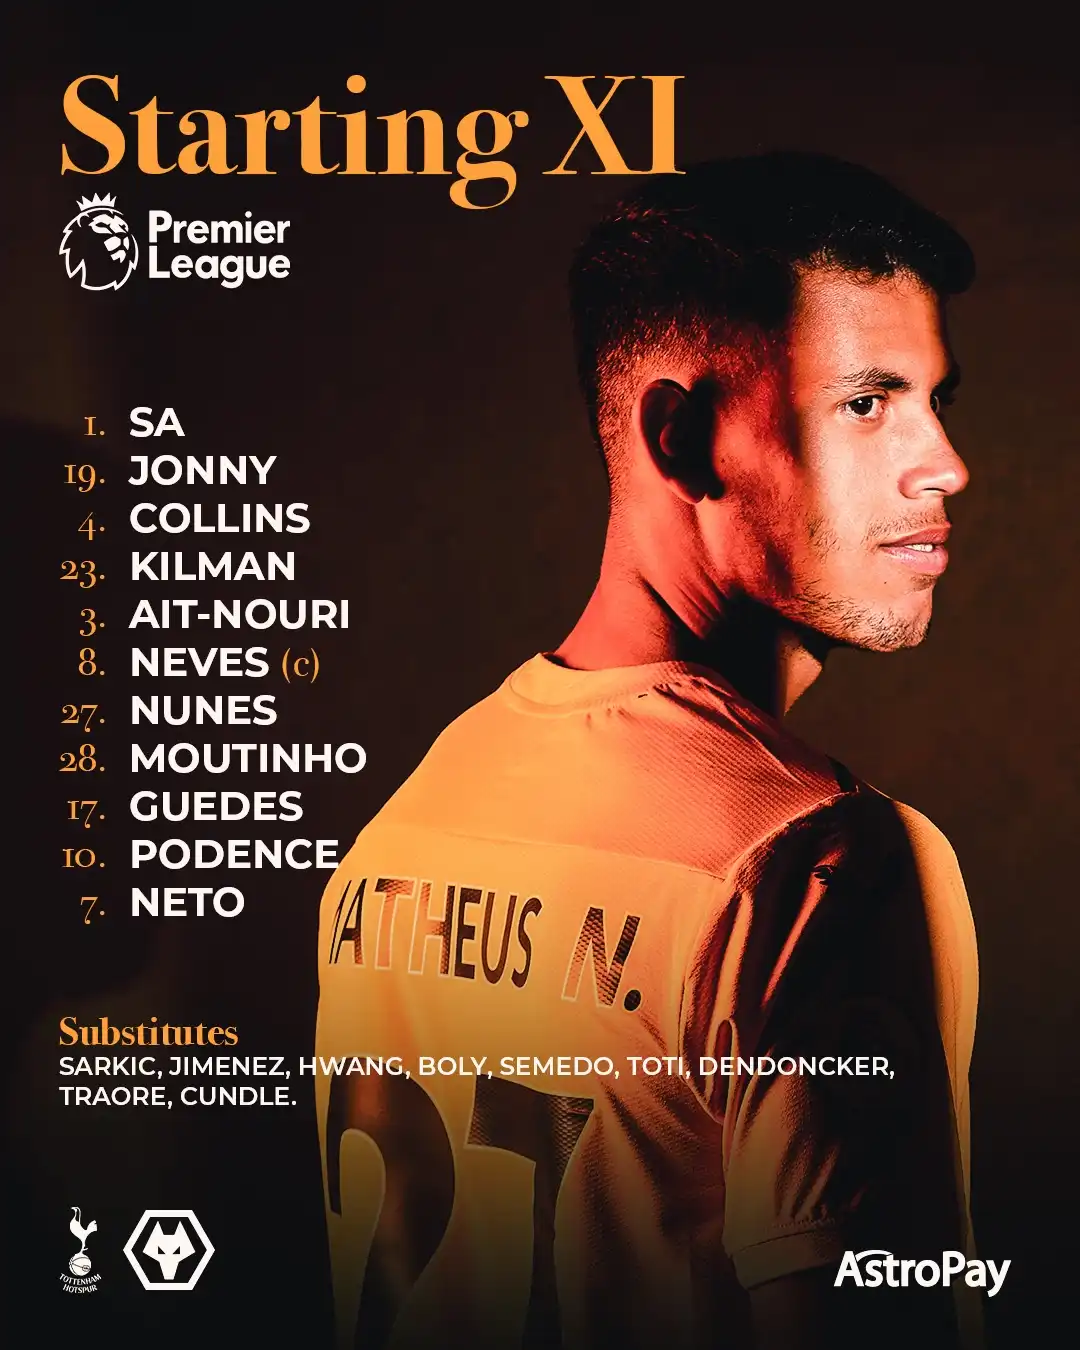 Starting XI
Premier
League
1. SA
19. JONNY
4. COLLINS
23. KILMAN
3. AIT-NOURI
8. NEVES (c)
27. NUNES
28. MOUTINHO
17. GUEDES
10. PODENCE
7. NETO
MATHEUS N.
Substitutes
SARKIC, JIMENEZ, HWANG, BOLY, SEMEDO, TOTI, DENDONCKER,
TRAORE, CUNDLE.
27
TOTTENHAM
HOTSPUR
AstroPay